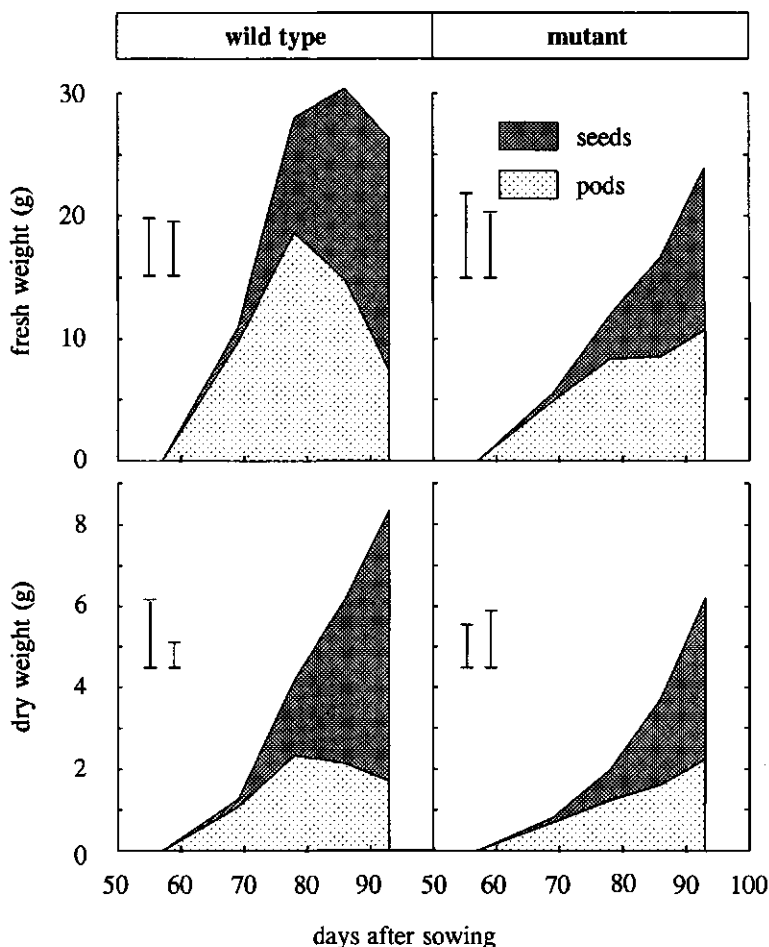 wild type mutant
30
seeds
pods
20
fresh weight (g)
10
0
8
6
dry weight (g)
4
2
0
50 60 70 80 90 50 60 70 80 90 100
days after sowing